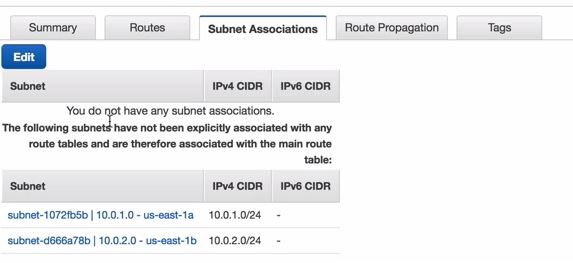 Summary Routes Subnet Associations Route Propagation Tags
Edit
Subnet IPv4 CIDR IPv6 CIDR
You do not have any subnet associations.
The following subnets have not been explicitly associated with any
route tables and are therefore associated with the main route
table:
Subnet IPv4 CIDR IPv6 CIDR
subnet-1072fb5b | 10.0.1.0 - us-east-1a 10.0.1.0/24 -
subnet-d666a78b | 10.0.2.0 - us-east-1b 10.0.2.0/24 -